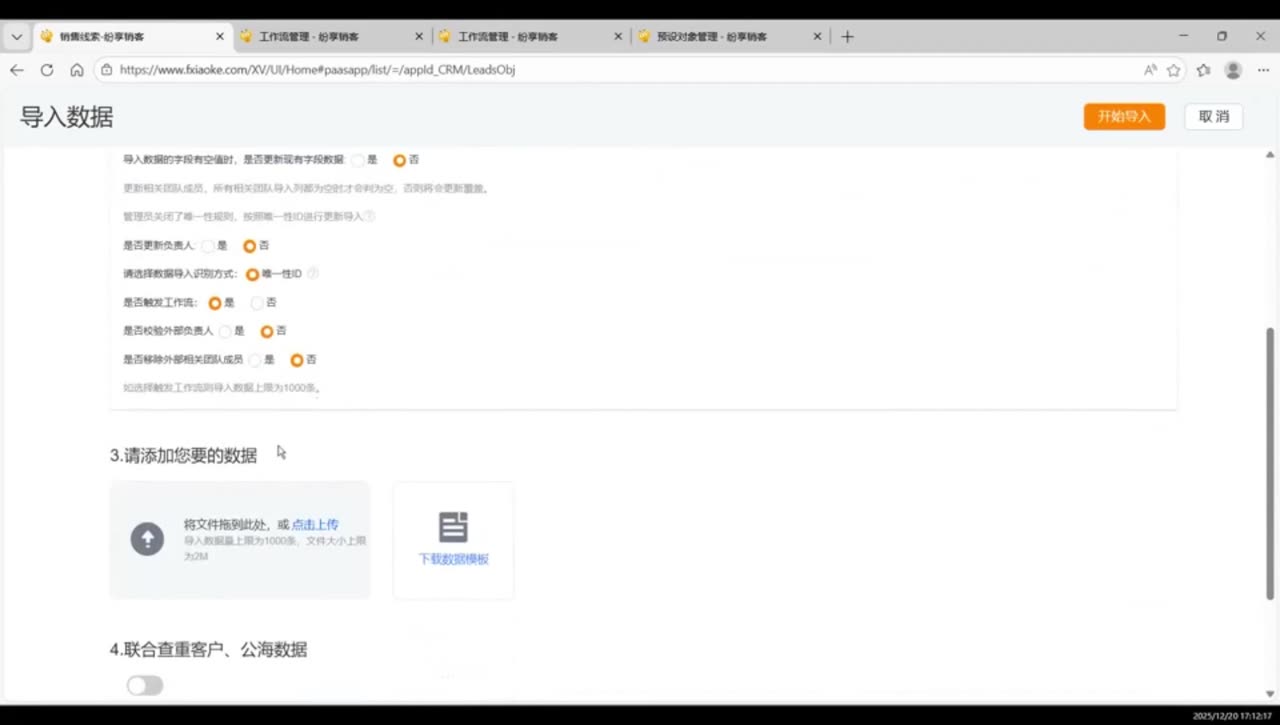 销售线索-纷享销客
工作流管理 - 纷享销客
工作流管理 - 纷享销客
预设对象管理 - 纷享销客
https://www.fxiaoke.com/XV/UI/Home#paasapp/list/=/appId_CRM/LeadsObj
导入数据
开始导入
取消
导入数据的字段有空值时，是否更新现有字段数据: 是 否
更新相关团队成员，所有相关团队导入列都为空时才会判为空，否则将会更新覆盖。
管理员关闭了唯一性规则，按照唯一性ID进行更新导入
是否更新负责人: 是 否
请选择数据导入识别方式: 唯一性ID
是否触发工作流: 是 否
是否校验外部负责人 是 否
是否移除外部相关团队成员 是 否
如选择触发工作流则导入数据上限为1000条。
3.请添加您要的数据
将文件拖到此处，或 点击上传
导入数据量上限为1000条，文件大小上限
为2M
下载数据模板
4.联合查重客户、公海数据
2025/12/20 17:12:17